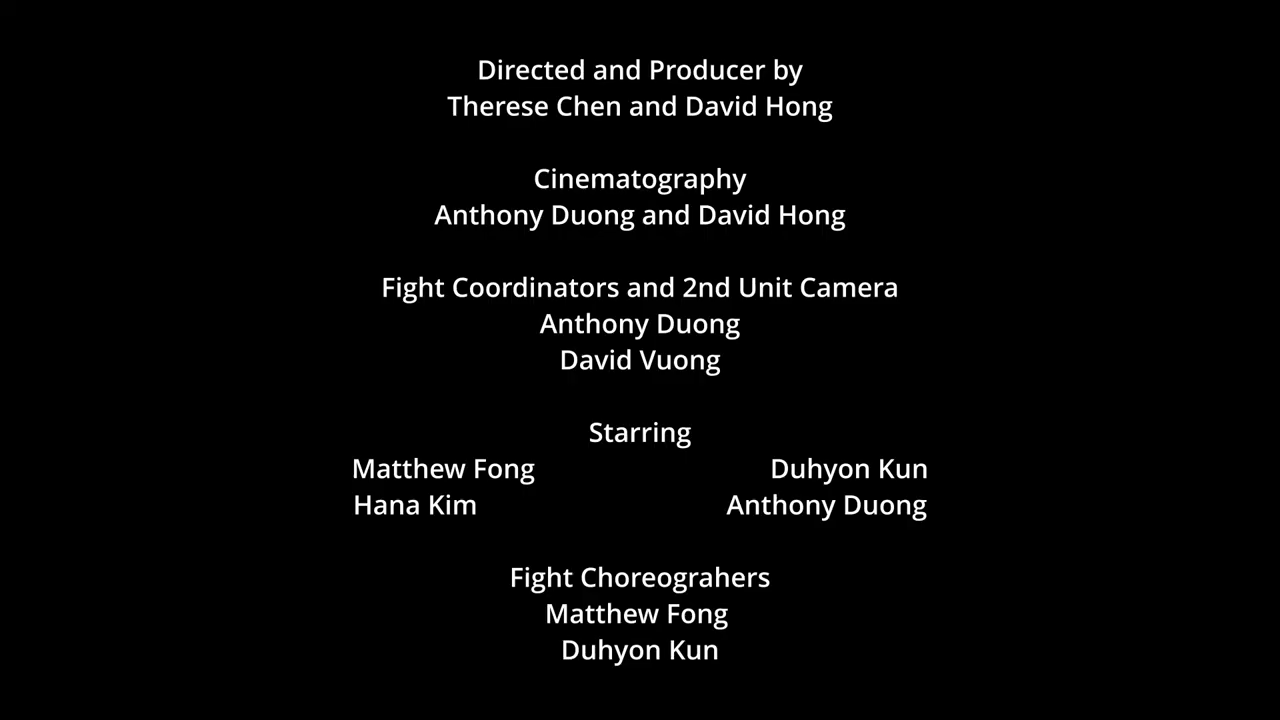 Directed and Producer by
Therese Chen and David Hong
Cinematography
Anthony Duong and David Hong
Fight Coordinators and 2nd Unit Camera
Anthony Duong
David Vuong
Starring
Matthew Fong Duhyon Kun
Hana Kim Anthony Duong
Fight Choreograhers
Matthew Fong
Duhyon Kun